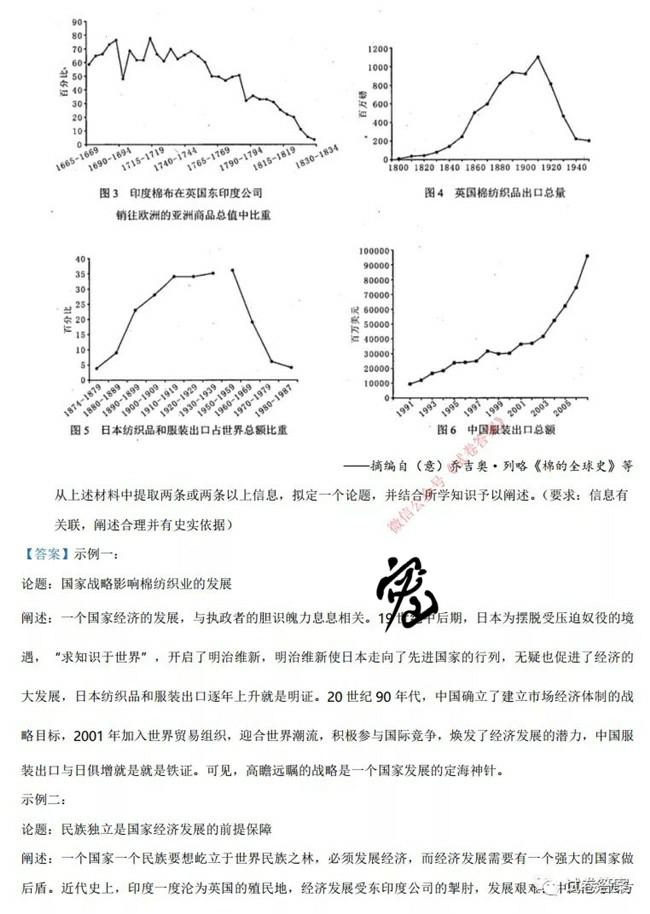 90
80
70
60
50
40
30
20
10
0
百分比
1665-1669
1690-1694
1715-1719
1740-1744
1765-1769
1790-1794
1815-1819
1830-1834
图3 印度棉布在英国东印度公司
销往欧洲的亚洲商品总值中比重
1200
1000
800
600
400
200
0
百万磅
1800 1820 1840 1860 1880 1900 1920 1940
图4 英国棉纺织品出口总量
40
35
30
25
20
15
10
5
0
百分比
1874-1879
1880-1889
1890-1899
1900-1909
1910-1919
1920-1929
1930-1939
1950-1959
1960-1969
1970-1979
1980-1987
图5 日本纺织品和服装出口占世界总额比重
100000
90000
80000
70000
60000
50000
40000
30000
20000
10000
0
百万美元
1991
1993
1995
1997
1999
2001
2003
2005
图6 中国服装出口总额
——摘编自（意）乔吉奥·列略《棉的全球史》等
微信公众号《试卷答案》
从上述材料中提取两条或两条以上信息，拟定一个论题，并结合所学知识予以阐述。（要求：信息有
关联，阐述合理并有史实依据）
【答案】示例一：
论题：国家战略影响棉纺织业的发展
阐述：一个国家经济的发展，与执政者的胆识魄力息息相关。19世纪中后期，日本为摆脱受压迫奴役的境
遇，“求知识于世界”，开启了明治维新，明治维新使日本走向了先进国家的行列，无疑也促进了经济的
大发展，日本纺织品和服装出口逐年上升就是明证。20世纪90年代，中国确立了建立市场经济体制的战
略目标，2001年加入世界贸易组织，迎合世界潮流，积极参与国际竞争，焕发了经济发展的潜力，中国服
装出口与日俱增就是就是铁证。可见，高瞻远瞩的战略是一个国家发展的定海神针。
示例二：
论题：民族独立是国家经济发展的前提保障
阐述：一个国家一个民族要想屹立于世界民族之林，必须发展经济，而经济发展需要有一个强大的国家做
后盾。近代史上，印度一度沦为英国的殖民地，经济发展受东印度公司的掣肘，发展艰难。中
试卷答案